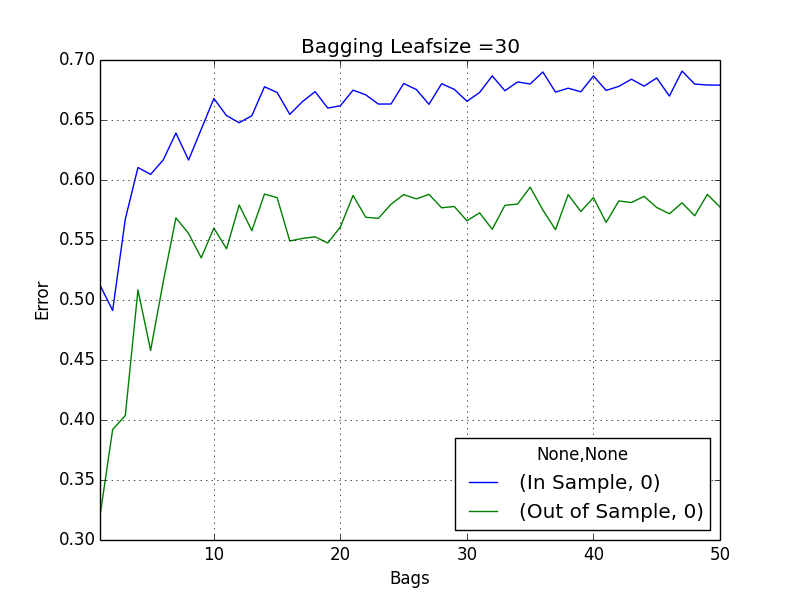 Bagging Leafsize =30
0.70
0.65
0.60
0.55
0.50
0.45
0.40
0.35
0.30
Error
10 20 30 40 50
Bags
None,None
(In Sample, 0)
(Out of Sample, 0)